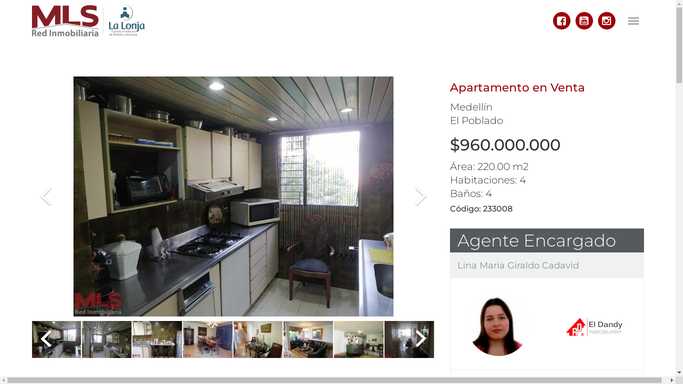 MLS
Red Inmobiliaria
La Lonja
Apartamento en Venta
Medellín
El Poblado
$960.000.000
Área: 220.00 m2
Habitaciones: 4
Baños: 4
Código: 233008
Agente Encargado
Lina Maria Giraldo Cadavid
El Dandy
MLS
Red Inmobiliaria